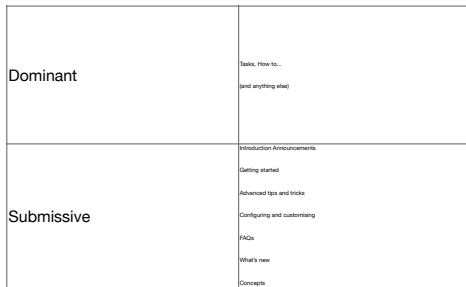 Dominant
Tasks, How to...
(and anything else)
Submissive
Introduction Announcements
Getting started
Advanced tips and tricks
Configuring and customising
FAQs
What's new
Concepts